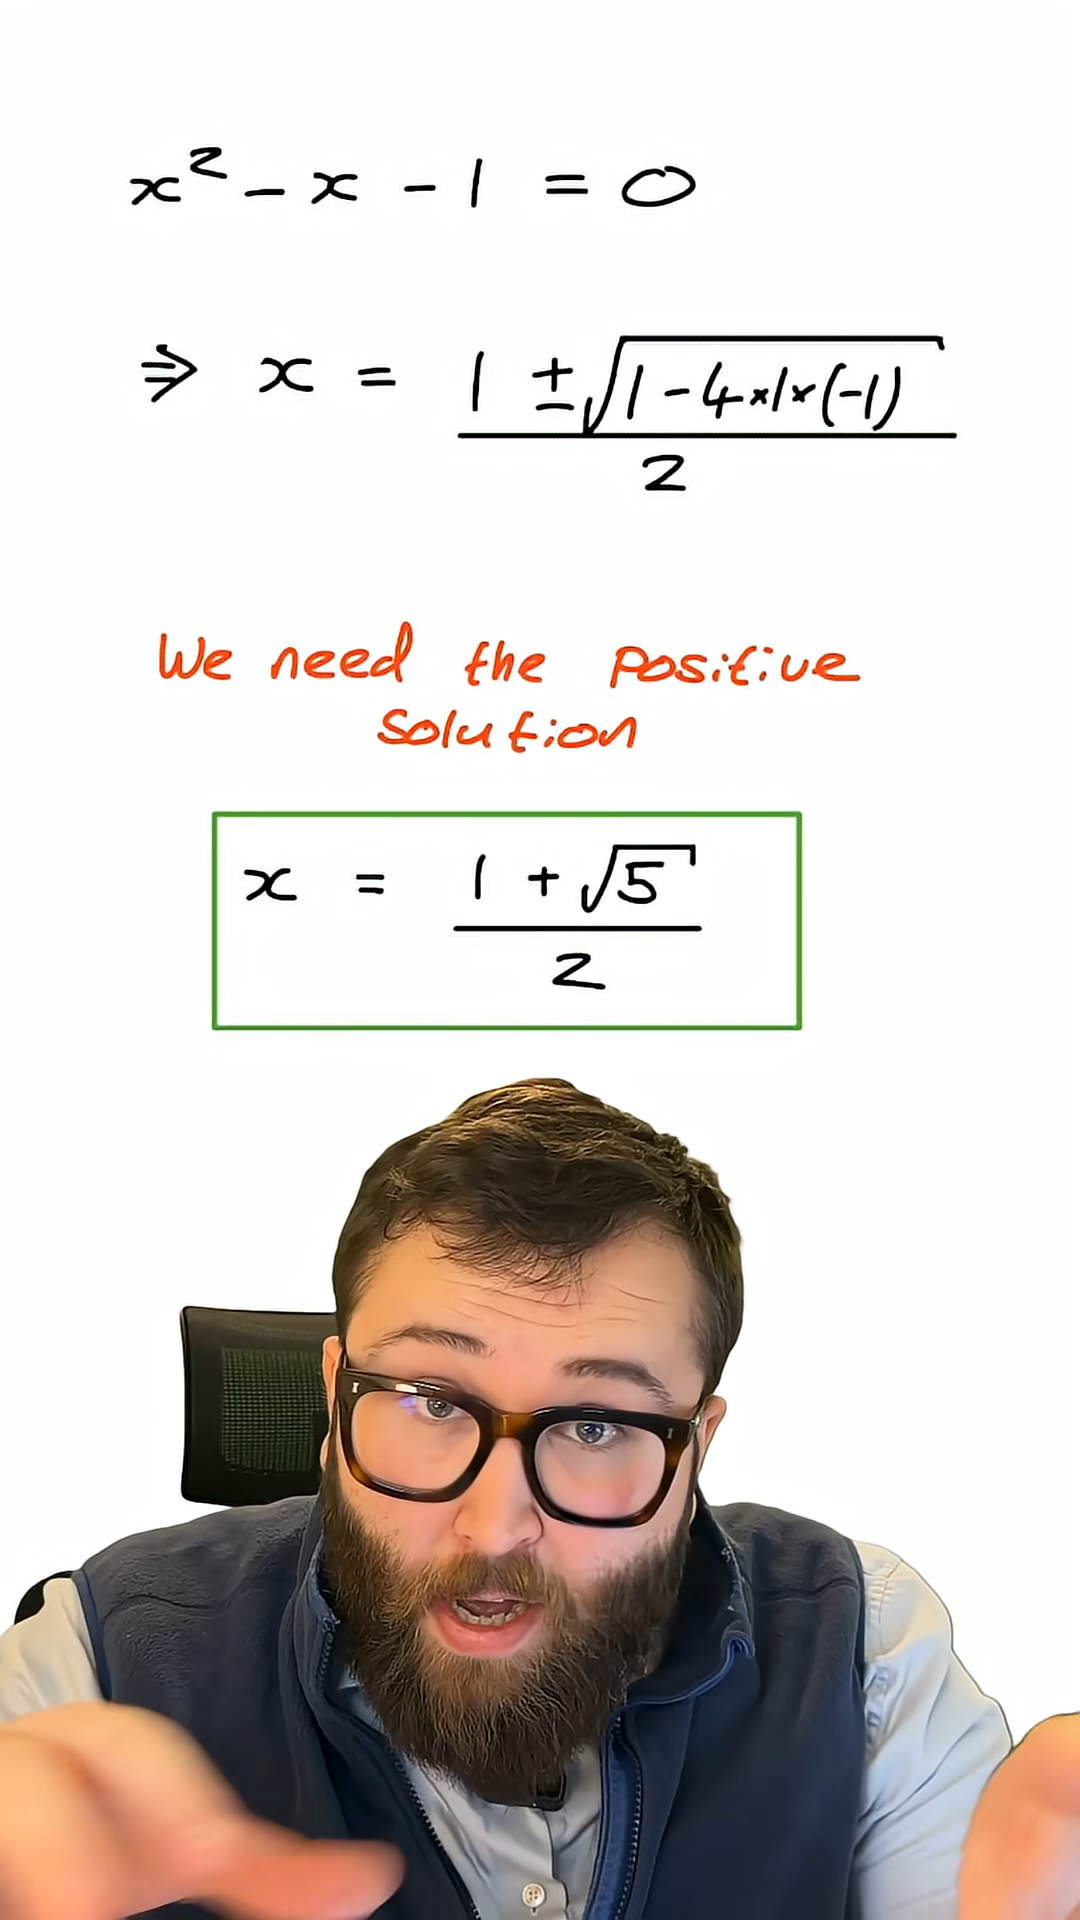 x² - x - 1 = 0
⇒ x = (1 ± √(1 - 4×1×(-1))) / 2
We need the positive
solution
x = (1 + √5) / 2